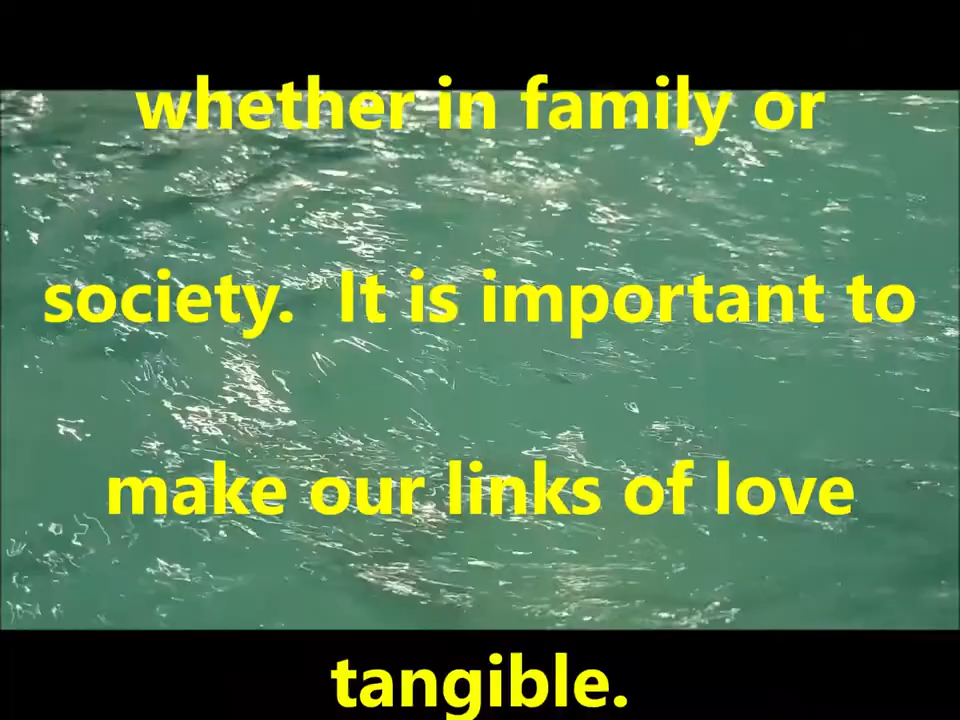 whether in family or
society.  It is important to
make our links of love
tangible.